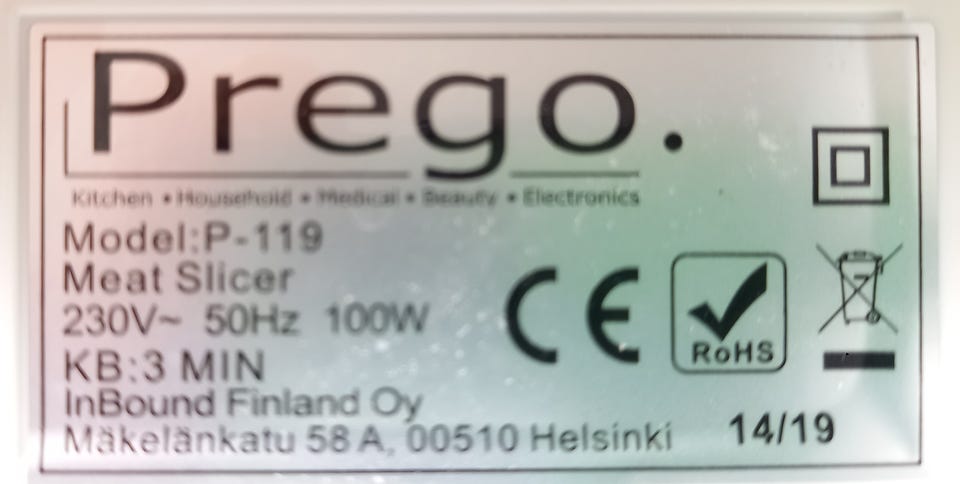 Prego.
Kitchen • Household • Medical • Beauty • Electronics
Model:P-119
Meat Slicer
230V~ 50Hz 100W
KB:3 MIN
InBound Finland Oy
Mäkelänkatu 58 A, 00510 Helsinki
CE
RoHS
14/19